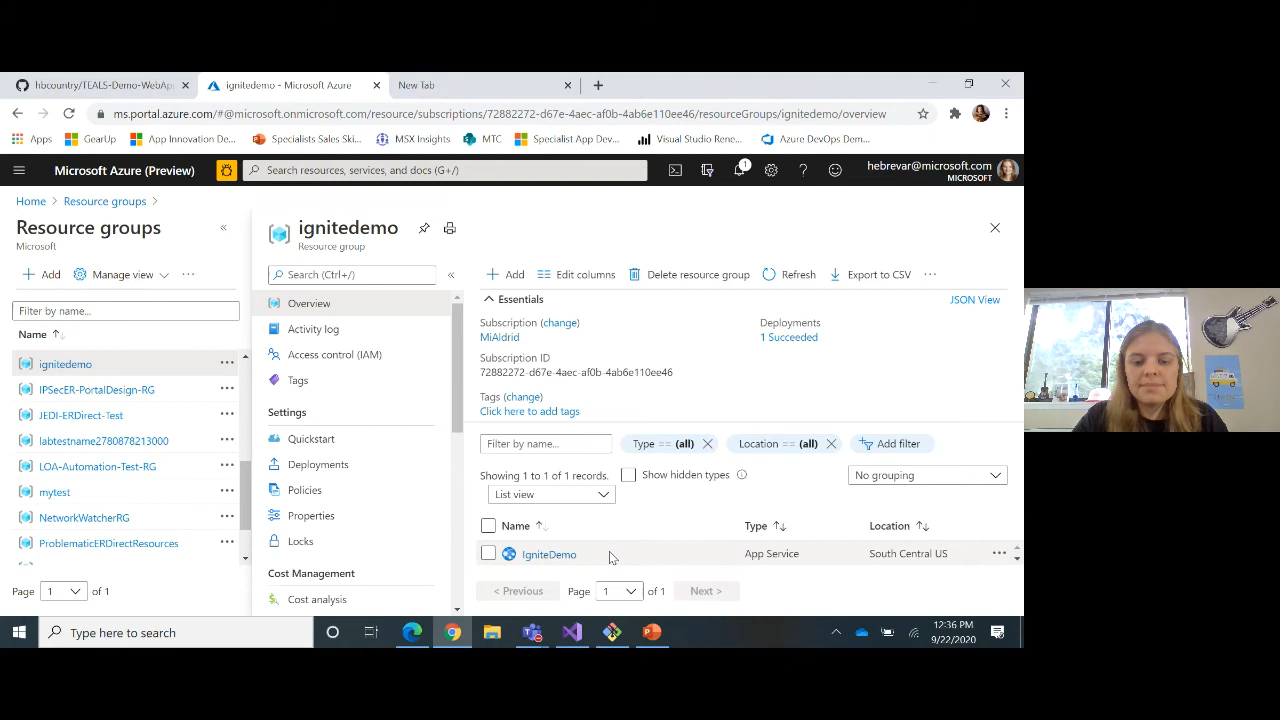 hbcountry/TEALS-Demo-WebAp
ignitedemo - Microsoft Azure
New Tab
ms.portal.azure.com/#@microsoft.onmicrosoft.com/resource/subscriptions/72882272-d67e-4aec-af0b-4ab6e110ee46/resourceGroups/ignitedemo/overview
Apps
GearUp
App Innovation De...
Specialists Sales Ski...
MSX Insights
MTC
Specialist App Dev...
Visual Studio Rene...
Azure DevOps Dem...
Microsoft Azure (Preview)
Search resources, services, and docs (G+/)
1
hebrevar@microsoft.com
MICROSOFT
Home > Resource groups >
Resource groups
Microsoft
Add
Manage view
Filter by name...
Name
ignitedemo
IPSecER-PortalDesign-RG
JEDI-ERDirect-Test
labtestname2780878213000
LOA-Automation-Test-RG
mytest
NetworkWatcherRG
ProblematicERDirectResources
Page 1 of 1
ignitedemo
Resource group
Search (Ctrl+/)
Overview
Activity log
Access control (IAM)
Tags
Settings
Quickstart
Deployments
Policies
Properties
Locks
Cost Management
Cost analysis
Add
Edit columns
Delete resource group
Refresh
Export to CSV
Essentials
JSON View
Subscription (change)
MiAldrid
Deployments
1 Succeeded
Subscription ID
72882272-d67e-4aec-af0b-4ab6e110ee46
Tags (change)
Click here to add tags
Filter by name...
Type == (all)
Location == (all)
Add filter
Showing 1 to 1 of 1 records.
Show hidden types
No grouping
List view
Name
Type
Location
IgniteDemo
App Service
South Central US
< Previous
Page 1 of 1
Next >
Type here to search
12:36 PM
9/22/2020